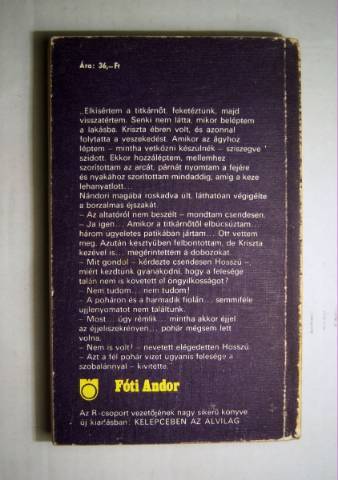 Ára: 36,-Ft
„Elkísértem a titkárnőt, feketéztünk, majd
visszatértem. Senki nem látta, mikor beléptem
a lakásba. Kriszta ébren volt, és azonnal
folytatta a veszekedést. Amikor az ágyhoz
léptem – mintha vetkőzni készülnék – sziszegve
szidott. Ekkor hozzáléptem, mellemhez
szorítottam az arcát, párnát nyomtam a fejére
és nyakához szorítottam mindaddig, amíg a keze
lehanyatlott...
Nándori magába roskadva ült, láthatóan végigélte
a borzalmas éjszakát.
– Az altatóról nem beszélt – mondtam csendesen.
– Ja igen... Amikor a titkárnőtől elbúcsúztam...
három ügyeletes patikában jártam... Ott vettem
meg. Azután kesztyűben felbontottam, de Kriszta
kezével is... megérintettem a dobozokat.
– Mit gondol – kérdezte csendesen Hosszú –,
miért kezdtünk gyanakodni, hogy a felesége
talán nem is követett el öngyilkosságot?
– Nem tudom... nem tudom!
– A poháron és a harmadik fiolán... semmiféle
ujjlenyomatot nem találtunk.
– Most... úgy rémlik... mintha akkor éjjel
az éjjeliszekrényen... pohár mégsem lett
volna.
– Nem is volt! – nevetett elégedetten Hosszú.
– Azt a fél pohár vizet ugyanis felesége a
szobalánnyal – kivitette."
Fóti Andor
Az R-csoport vezetőjének nagy sikerű könyve
új kiadásban: KELEPCÉBEN AZ ALVILÁG